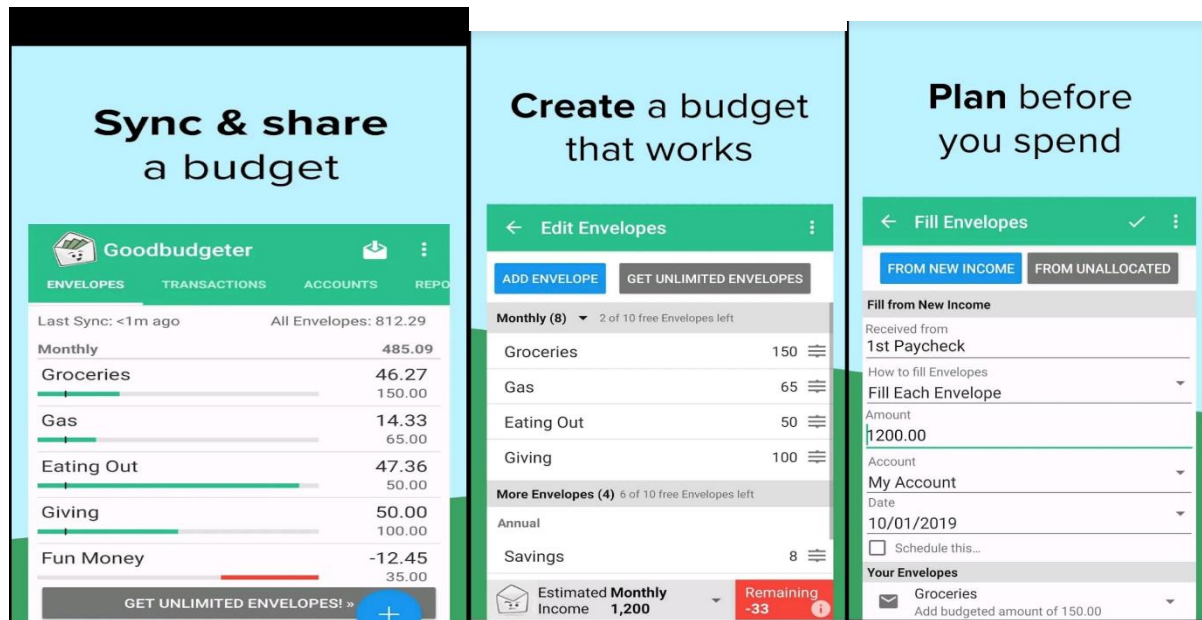 Sync & share
a budget
Goodbudgeter
ENVELOPES TRANSACTIONS ACCOUNTS REPO
Last Sync: <1m ago All Envelopes: 812.29
Monthly 485.09
Groceries 46.27
150.00
Gas 14.33
65.00
Eating Out 47.36
50.00
Giving 50.00
100.00
Fun Money -12.45
35.00
GET UNLIMITED ENVELOPES! »
+
Create a budget
that works
Edit Envelopes
ADD ENVELOPE GET UNLIMITED ENVELOPES
Monthly (8) 2 of 10 free Envelopes left
Groceries 150
Gas 65
Eating Out 50
Giving 100
More Envelopes (4) 6 of 10 free Envelopes left
Annual
Savings 8
Estimated Monthly Remaining
Income 1,200 -33
Plan before
you spend
Fill Envelopes
FROM NEW INCOME FROM UNALLOCATED
Fill from New Income
Received from
1st Paycheck
How to fill Envelopes
Fill Each Envelope
Amount
1200.00
Account
My Account
Date
10/01/2019
Schedule this...
Your Envelopes
Groceries
Add budgeted amount of 150.00